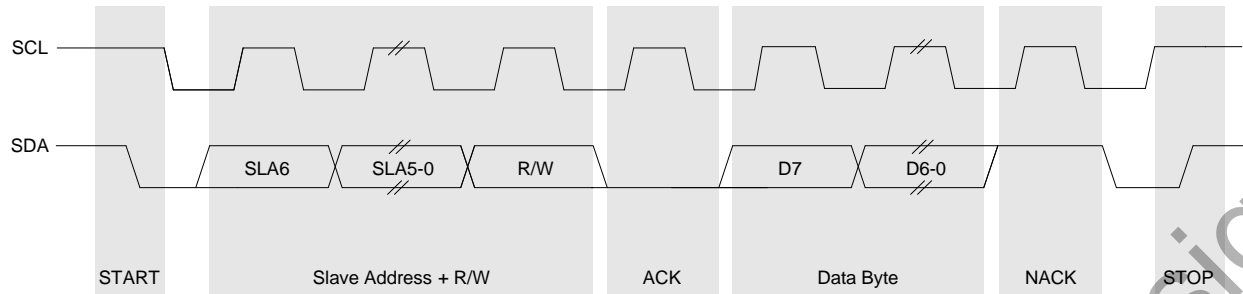 SCL
SDA
SLA6 SLA5-0 R/W D7 D6-0
START Slave Address + R/W ACK Data Byte NACK STOP